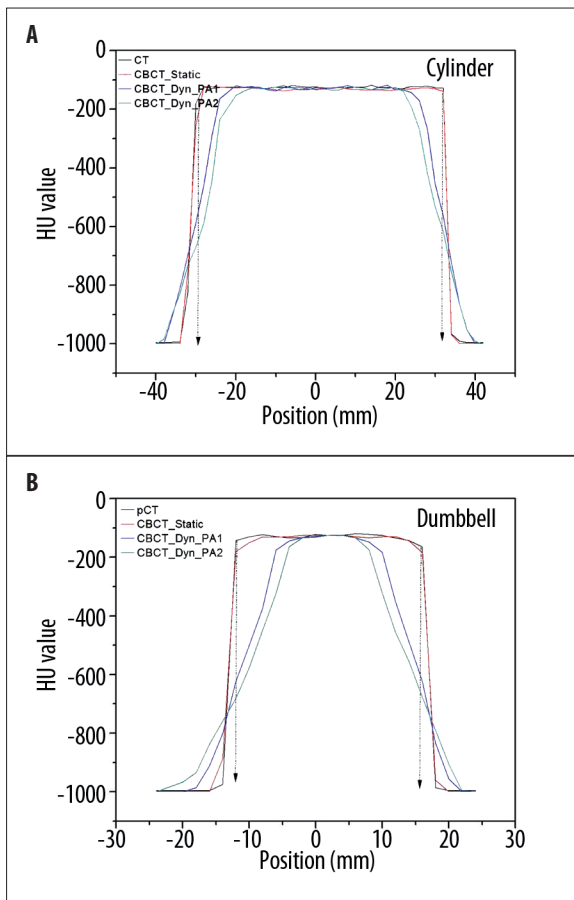 A
Cylinder
CT
CBCT_Static
CBCT_Dyn_PA1
CBCT_Dyn_PA2
HU value
0
-200
-400
-600
-800
-1000
-40 -20 0 20 40
Position (mm)
B
Dumbbell
pCT
CBCT_Static
CBCT_Dyn_PA1
CBCT_Dyn_PA2
HU value
0
-200
-400
-600
-800
-1000
-30 -20 -10 0 10 20 30
Position (mm)